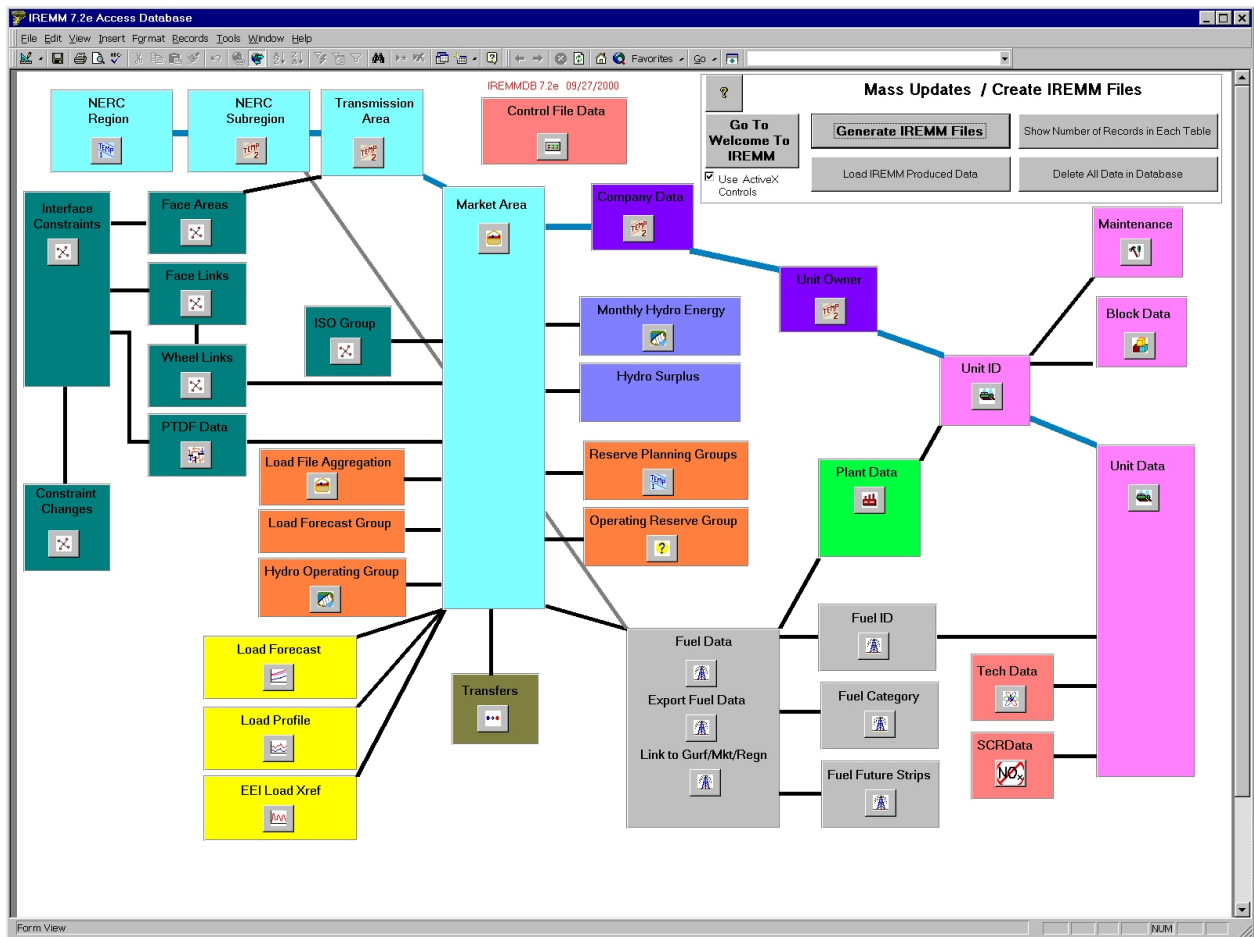 IREMM 7.2e Access Database
File Edit View Insert Format Records Tools Window Help
Favorites Go
IREMMDB 7.2e 09/27/2000
NERC
Region
NERC
Subregion
Transmission
Area
Control File Data
?
Mass Updates / Create IREMM Files
Go To
Welcome To
IREMM
Generate IREMM Files
Show Number of Records in Each Table
Load IREMM Produced Data
Delete All Data in Database
Use ActiveX
Controls
Interface
Constraints
Face Areas
Market Area
Company Data
Maintenance
Face Links
Unit Owner
ISO Group
Monthly Hydro Energy
Block Data
Wheel Links
Hydro Surplus
Unit ID
PTDF Data
Load File Aggregation
Reserve Planning Groups
Plant Data
Unit Data
Constraint
Changes
Load Forecast Group
Operating Reserve Group
Hydro Operating Group
Load Forecast
Fuel Data
Fuel ID
Transfers
Export Fuel Data
Fuel Category
Tech Data
Load Profile
Link to Gurf/Mkt/Regn
Fuel Future Strips
SCRData
NOx
EEI Load Xref
Form View
NUM